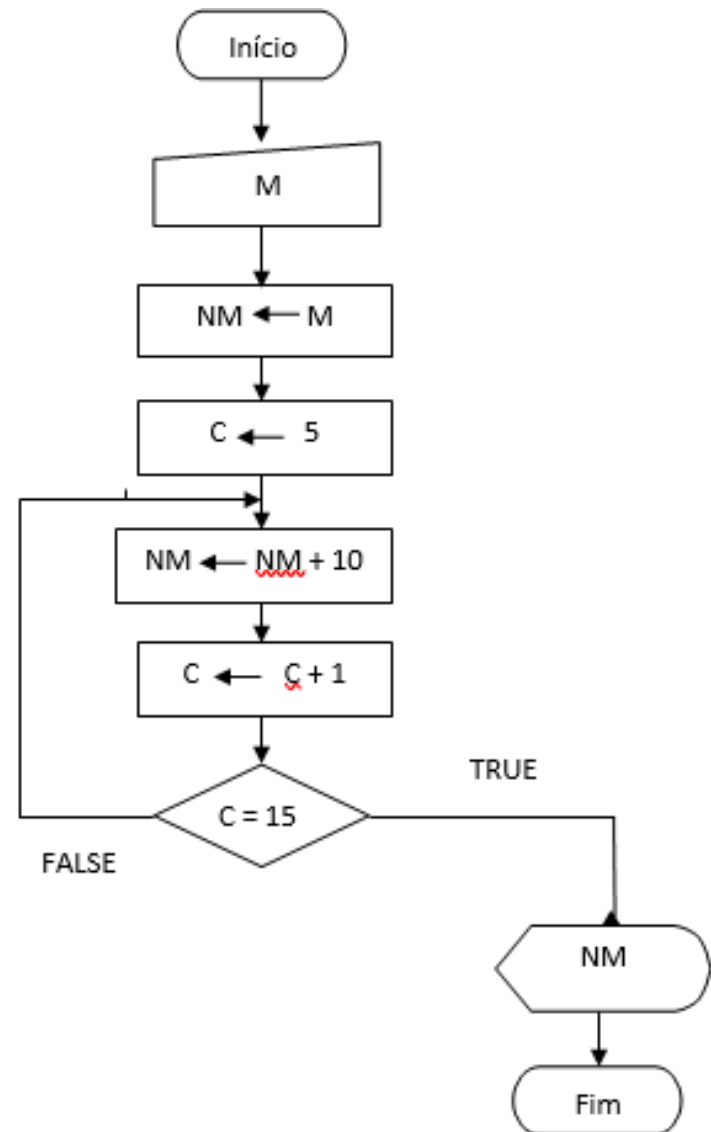 Início
M
NM ← M
C ← 5
NM ← NM + 10
C ← C + 1
C = 15
TRUE
FALSE
NM
Fim